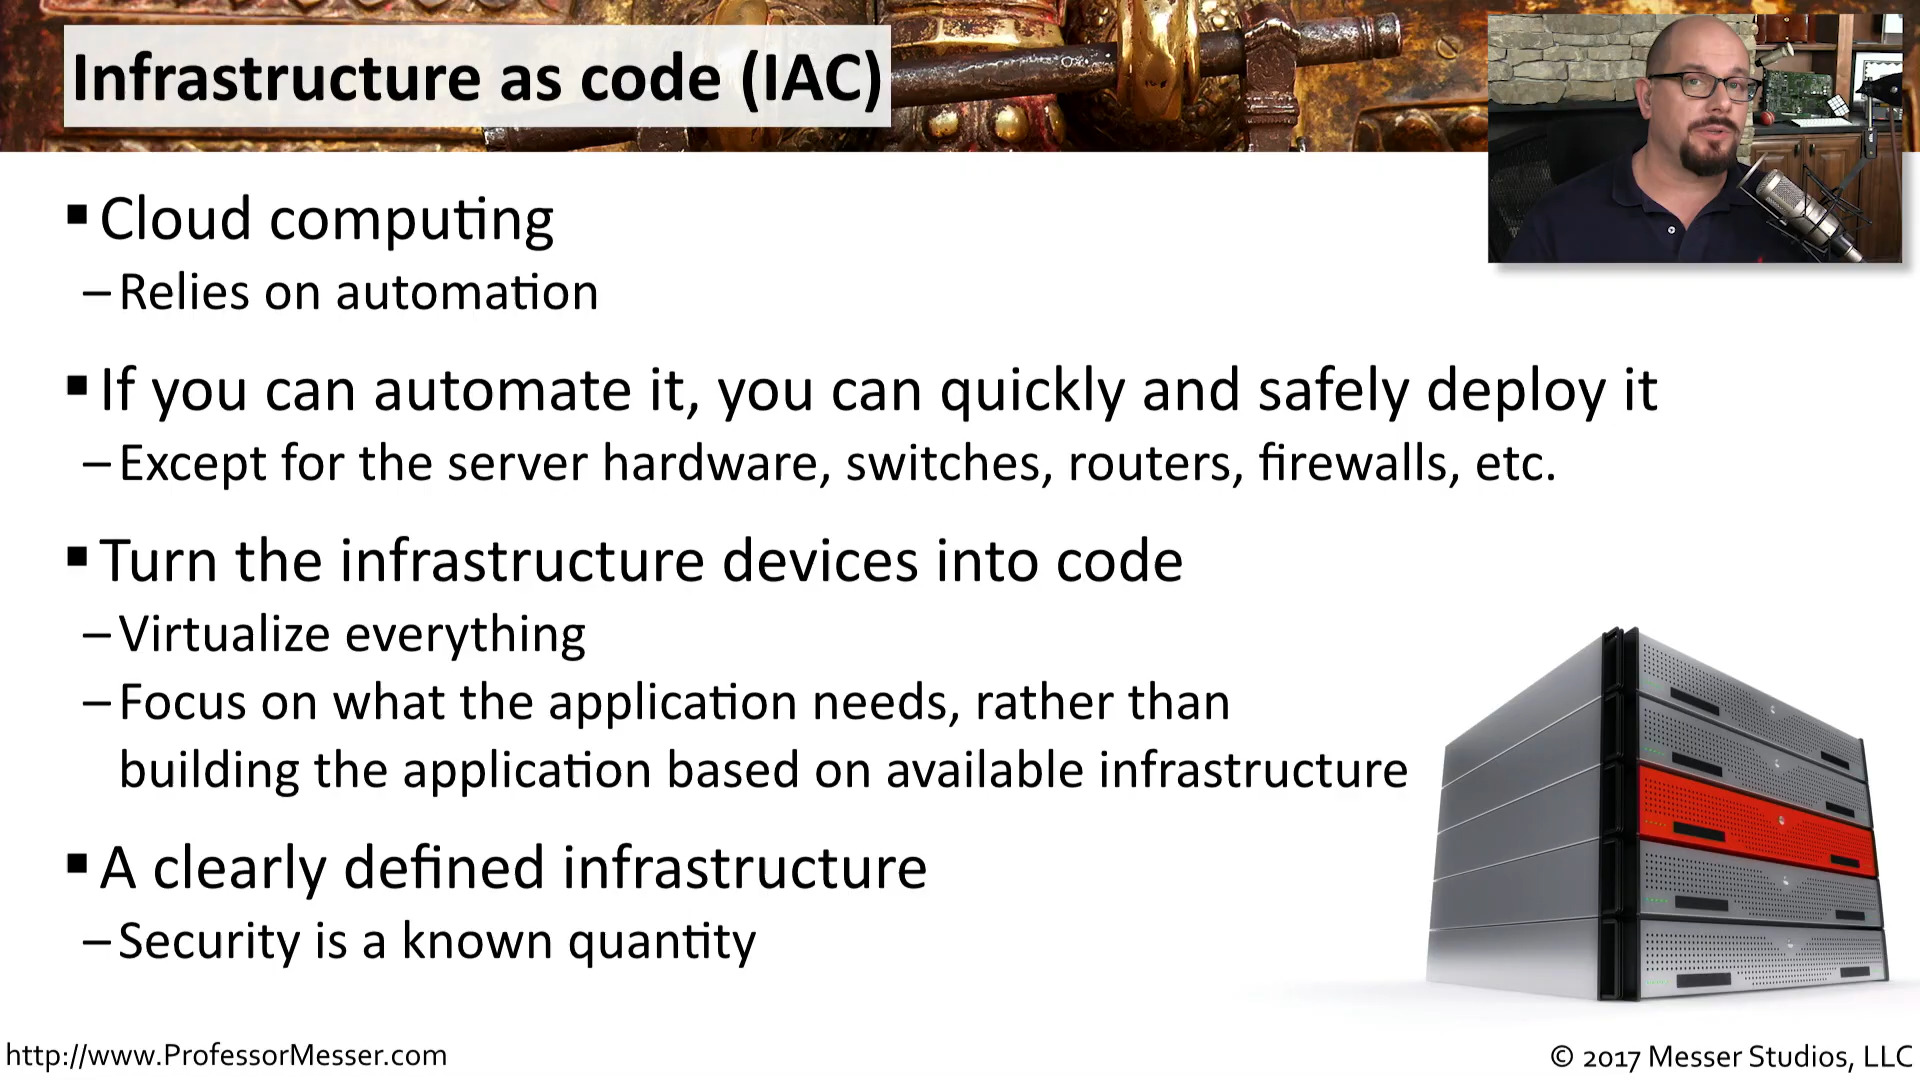 Infrastructure as code (IAC)
▪ Cloud computing
– Relies on automation
▪ If you can automate it, you can quickly and safely deploy it
– Except for the server hardware, switches, routers, firewalls, etc.
▪ Turn the infrastructure devices into code
– Virtualize everything
– Focus on what the application needs, rather than
building the application based on available infrastructure
▪ A clearly defined infrastructure
– Security is a known quantity
http://www.ProfessorMesser.com
© 2017 Messer Studios, LLC